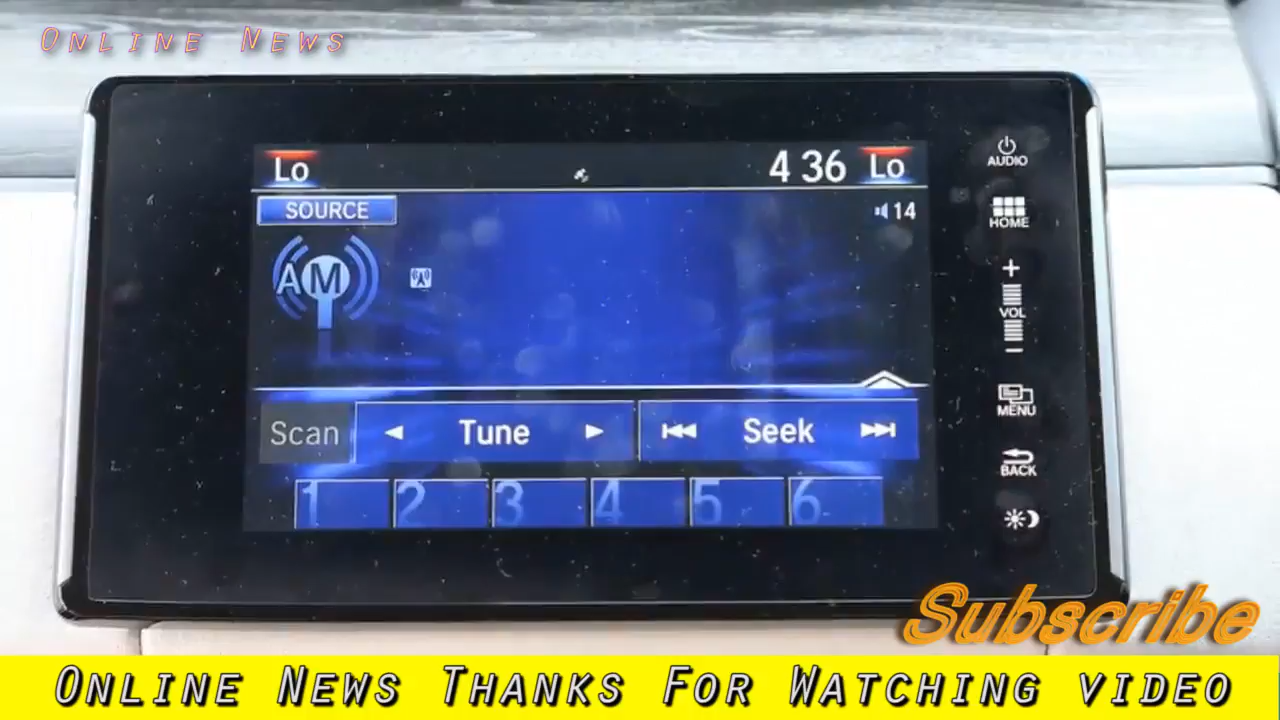 Online News
Lo
4 36 Lo
SOURCE
14
AM
Scan
Tune
Seek
1 2 3 4 5 6
AUDIO
HOME
+
VOL
-
MENU
BACK
Subscribe
Online News Thanks For Watching video